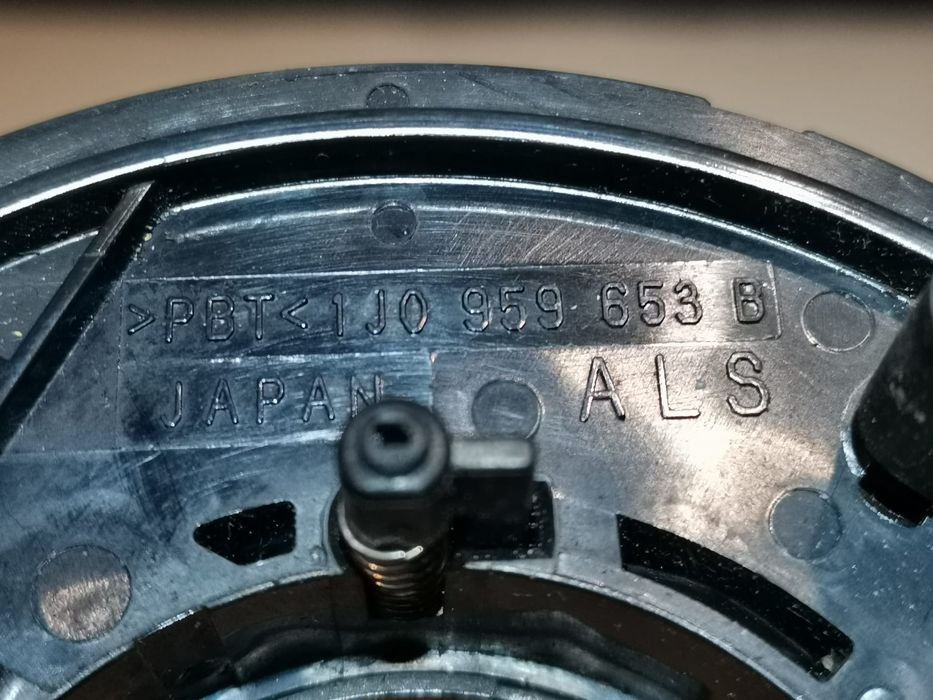 >PBT< 1J0 959 653 B
JAPAN ALS